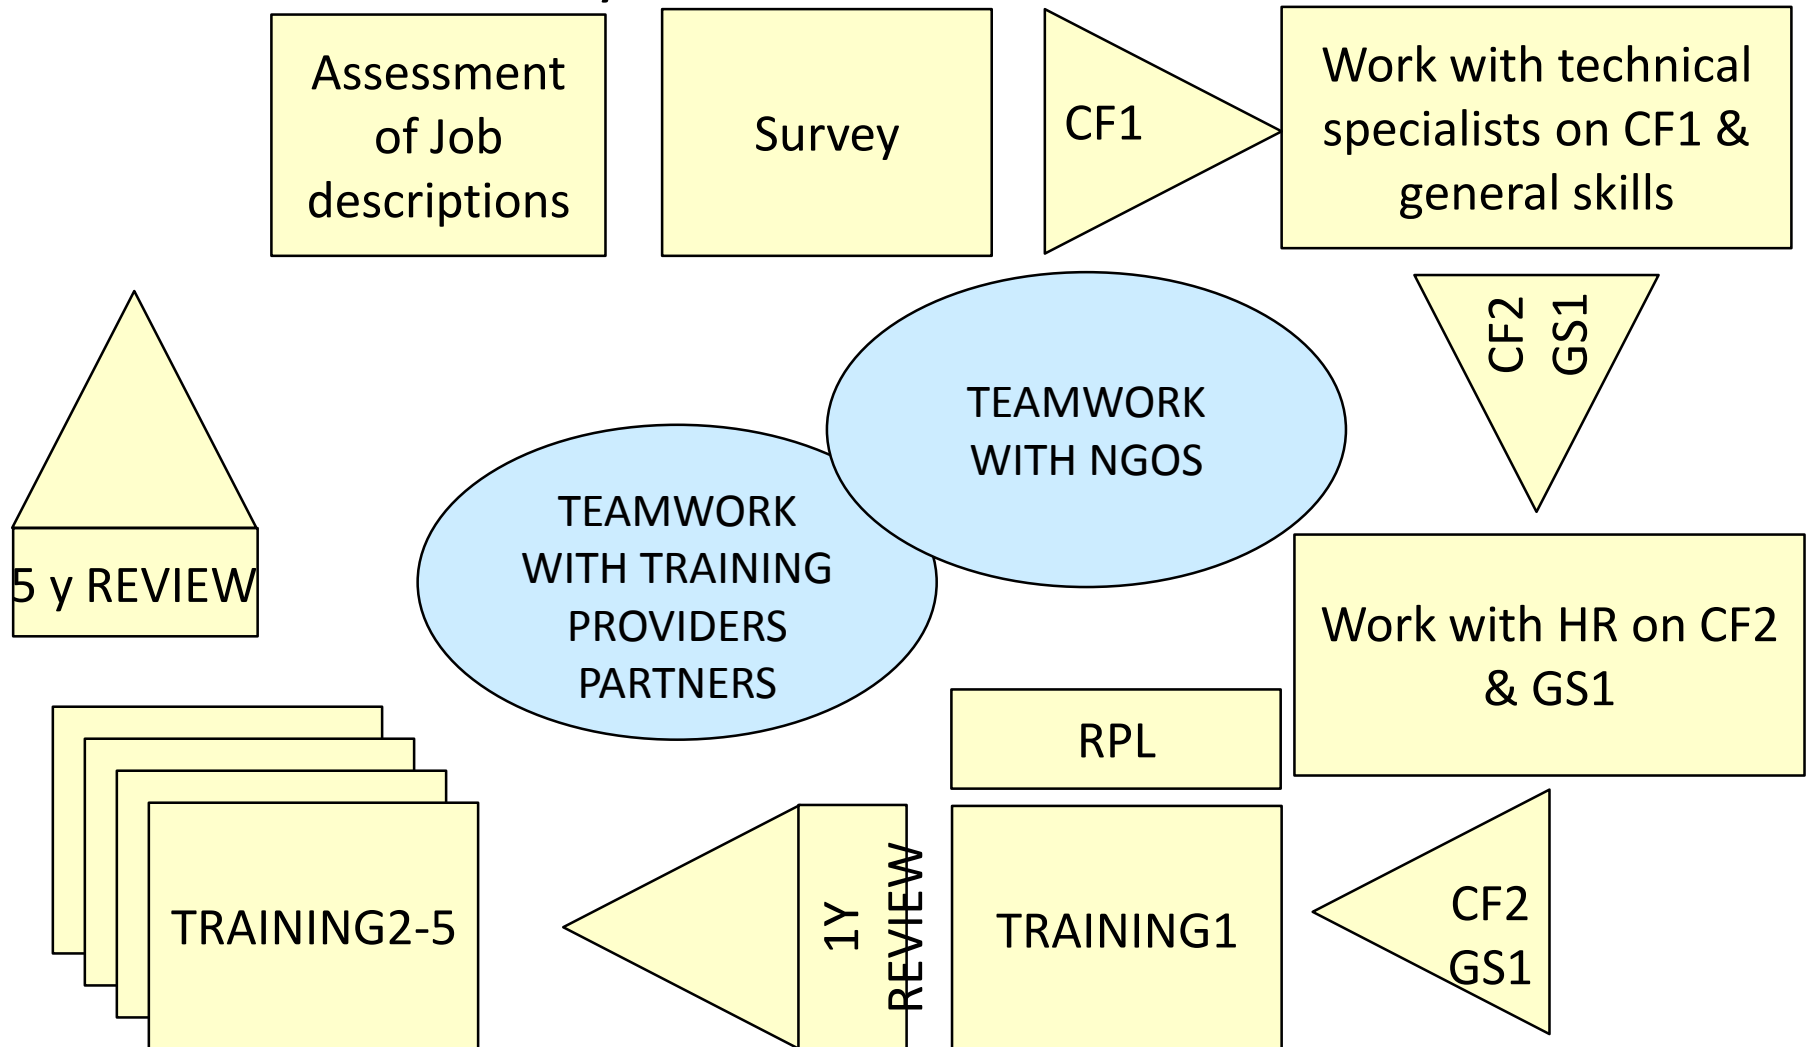 Assessment
of Job
descriptions
Survey
CF1
Work with technical
specialists on CF1 &
general skills
CF2
GS1
TEAMWORK
WITH NGOS
TEAMWORK
WITH TRAINING
PROVIDERS
PARTNERS
5 y REVIEW
Work with HR on CF2
& GS1
RPL
TRAINING2-5
1Y
REVIEW
TRAINING1
CF2
GS1